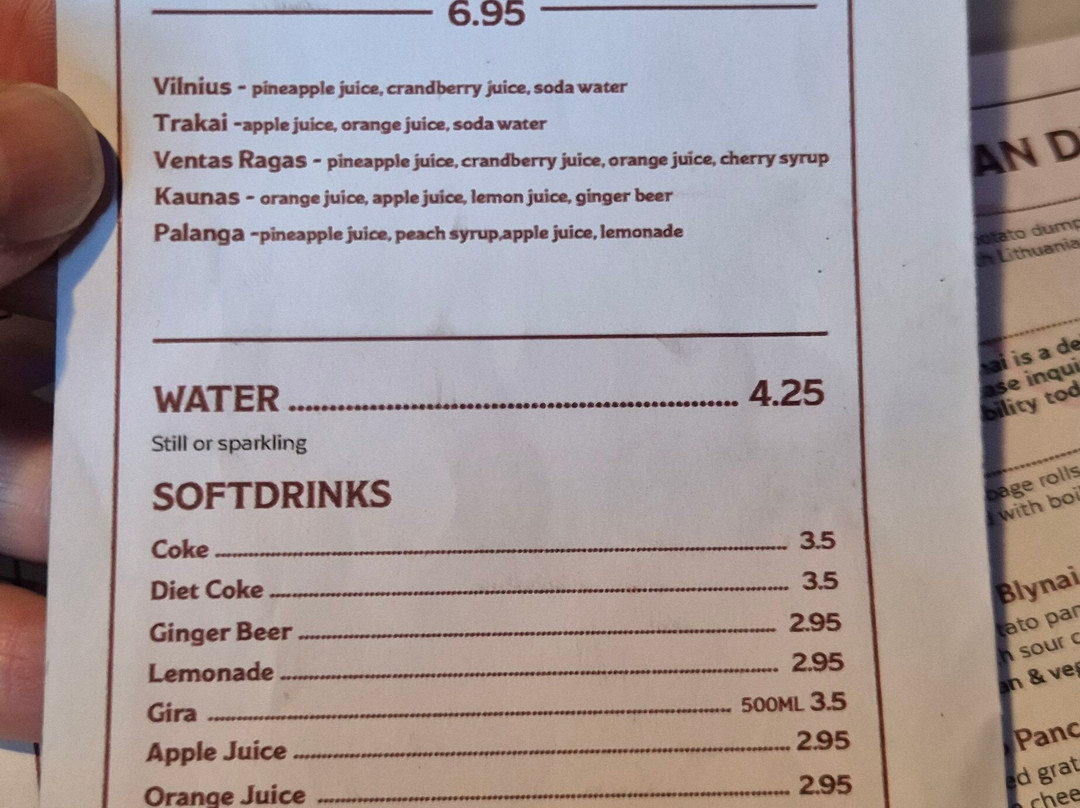 6.95
Vilnius - pineapple juice, crandberry juice, soda water
Trakai -apple juice, orange juice, soda water
Ventas Ragas - pineapple juice, crandberry juice, orange juice, cherry syrup
Kaunas - orange juice, apple juice, lemon juice, ginger beer
Palanga -pineapple juice, peach syrup,apple juice, lemonade
WATER 4.25
Still or sparkling
SOFTDRINKS
Coke 3.5
Diet Coke 3.5
Ginger Beer 2.95
Lemonade 2.95
Gira 500ML 3.5
Apple Juice 2.95
Orange Juice 2.95
AN D
otato dump
Lithuania
ai is a de
ase inqui
bility tod
bage rolls
with boi
Blynai
tato pan
sour c
an & veg
Panc
ed grat
chee